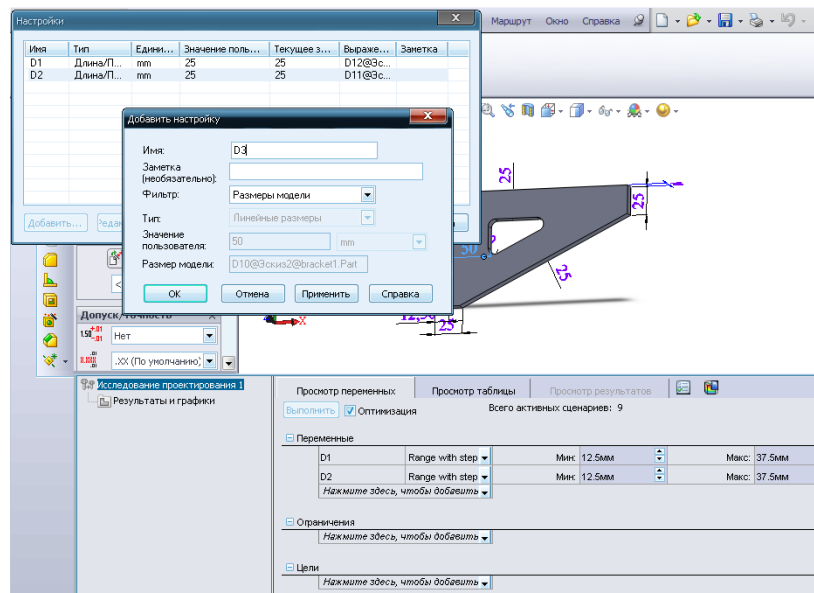 Настройки
Маршрут Окно Справка
Имя Тип Едини... Значение поль... Текущее з... Выраже... Заметка
D1 Длина/П... mm 25 25 D12@Эс...
D2 Длина/П... mm 25 25 D11@Эс...
Добавить настройку
Имя: D3
Заметка
(необязательно):
Фильтр: Размеры модели
Тип: Линейные размеры
Значение
пользователя: 50 mm
Размер модели: D10@Эскиз2@bracket1.Part
OK Отмена Применить Справка
Добавить...
25
25
50
25
12,50
25
X
Допуск/Точность
1.50 +.01 -.01 Нет
.XX (По умолчанию)
Исследование проектирования 1
Результаты и графики
Просмотр переменных Просмотр таблицы Просмотр результатов
Выполнить Оптимизация Всего активных сценариев: 9
Переменные
D1 Range with step Мин: 12.5мм Макс: 37.5мм
D2 Range with step Мин: 12.5мм Макс: 37.5мм
Нажмите здесь, чтобы добавить
Ограничения
Нажмите здесь, чтобы добавить
Цели
Нажмите здесь, чтобы добавить